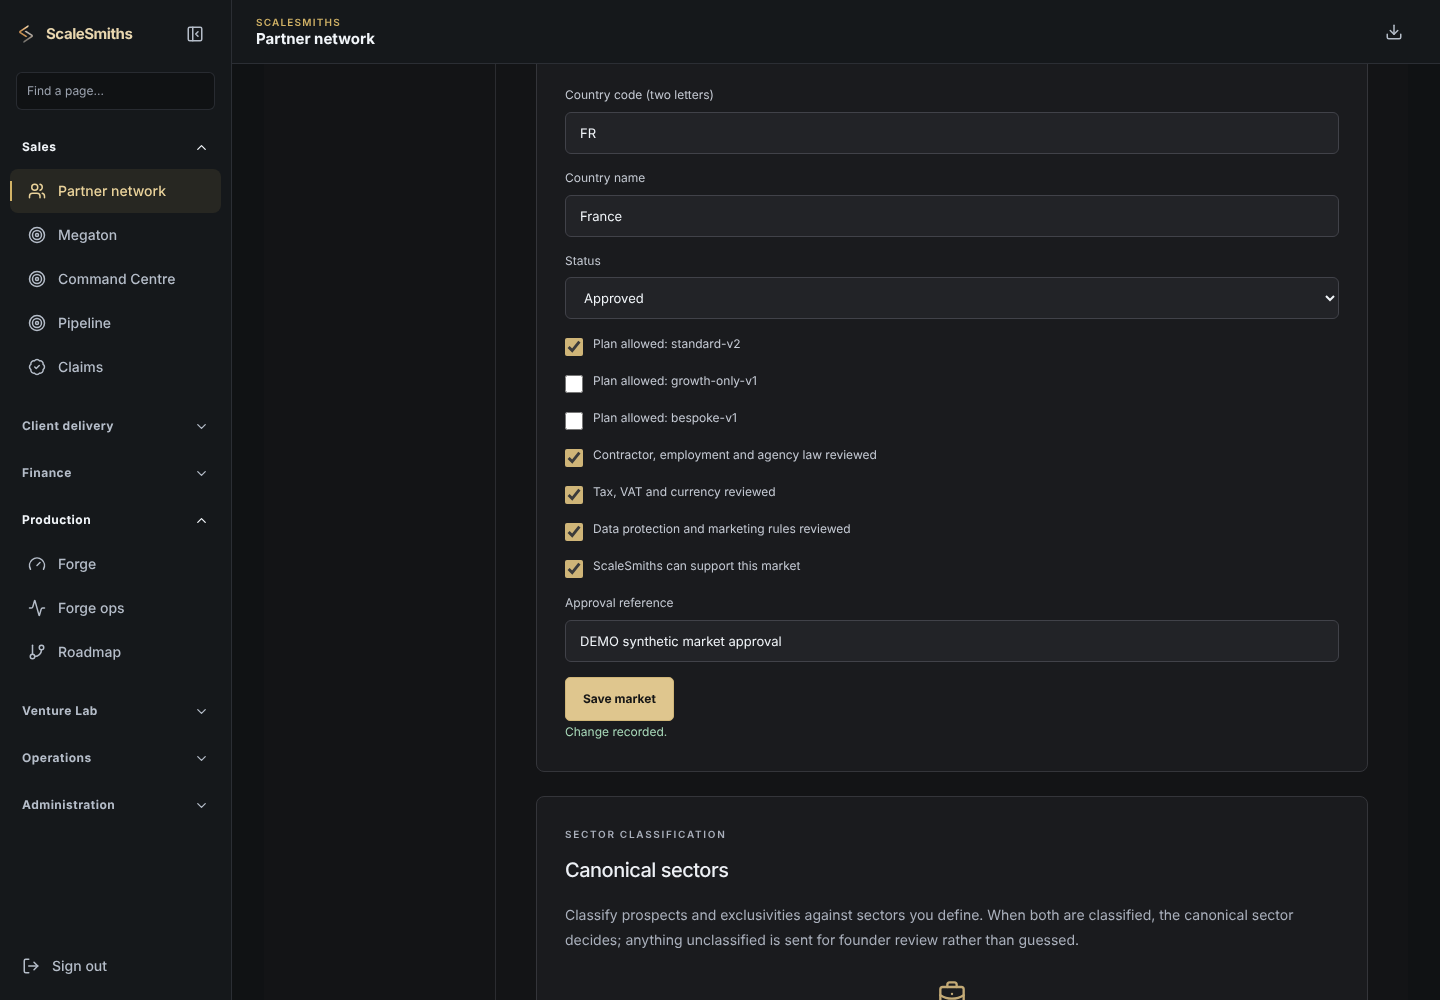 ScaleSmiths
Find a page...
Sales
Partner network
Megaton
Command Centre
Pipeline
Claims
Client delivery
Finance
Production
Forge
Forge ops
Roadmap
Venture Lab
Operations
Administration
Sign out
SCALESMITHS
Partner network
Country code (two letters)
FR
Country name
France
Status
Approved
Plan allowed: standard-v2
Plan allowed: growth-only-v1
Plan allowed: bespoke-v1
Contractor, employment and agency law reviewed
Tax, VAT and currency reviewed
Data protection and marketing rules reviewed
ScaleSmiths can support this market
Approval reference
DEMO synthetic market approval
Save market
Change recorded.
SECTOR CLASSIFICATION
Canonical sectors
Classify prospects and exclusivities against sectors you define. When both are classified, the canonical sector
decides; anything unclassified is sent for founder review rather than guessed.